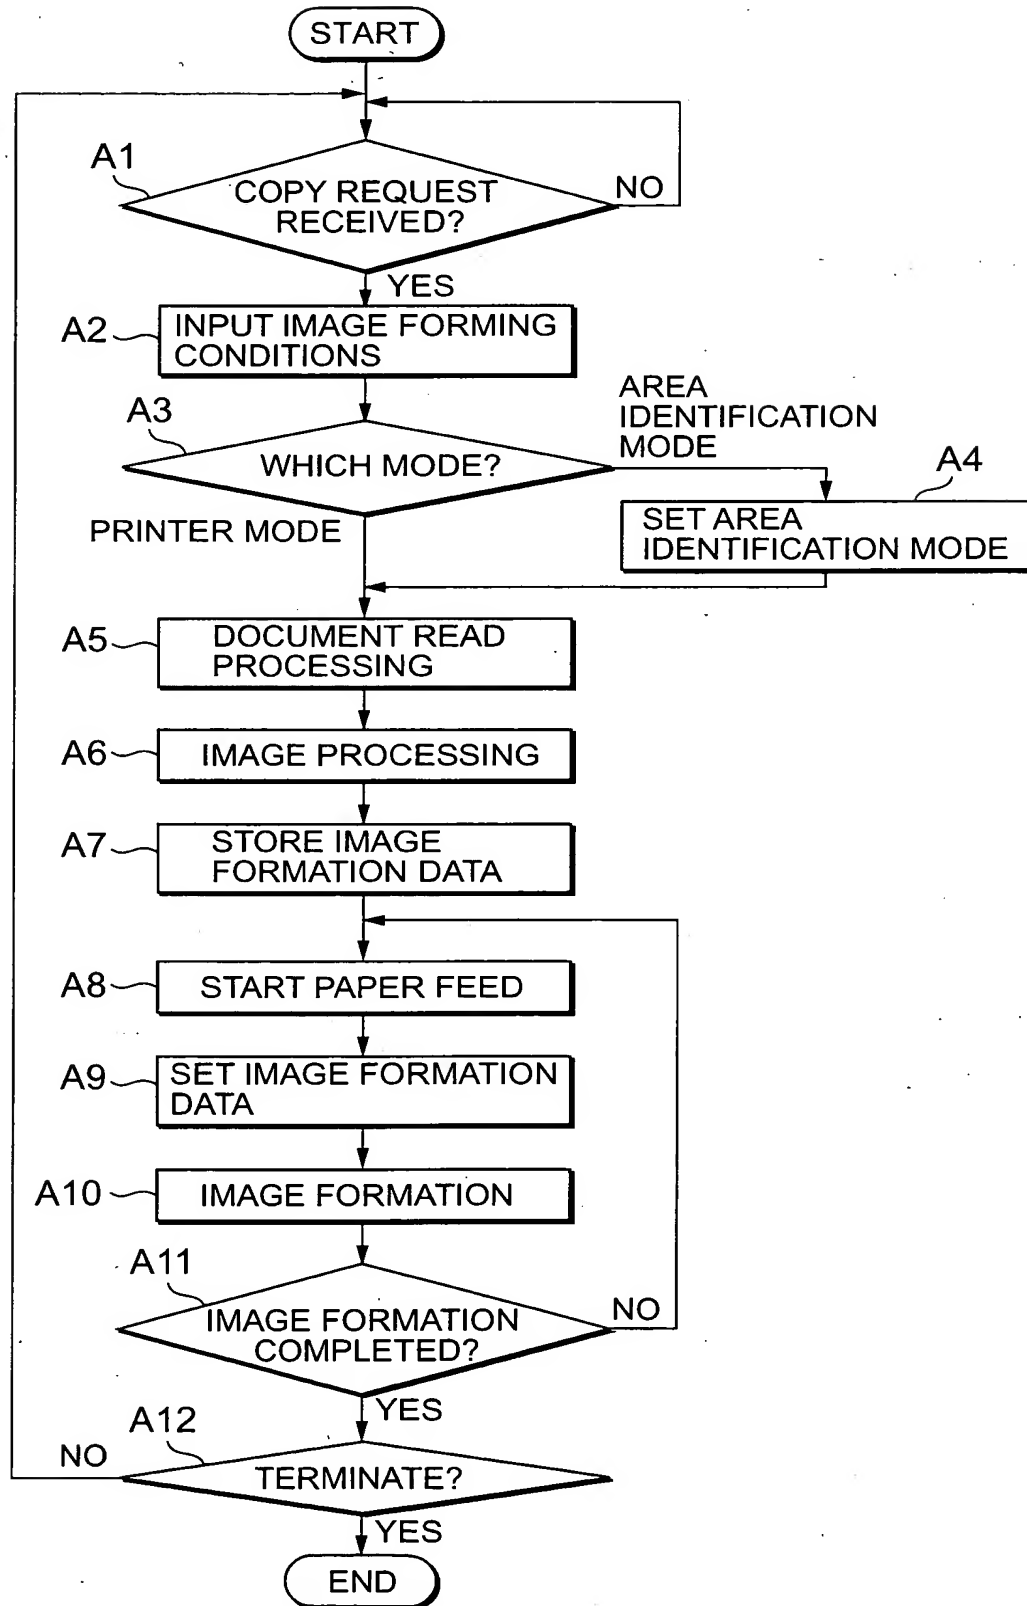 START
A1
COPY REQUEST
RECEIVED?
NO
YES
A2
INPUT IMAGE FORMING
CONDITIONS
A3
WHICH MODE?
AREA
IDENTIFICATION
MODE
A4
SET AREA
IDENTIFICATION MODE
PRINTER MODE
A5
DOCUMENT READ
PROCESSING
A6
IMAGE PROCESSING
A7
STORE IMAGE
FORMATION DATA
A8
START PAPER FEED
A9
SET IMAGE FORMATION
DATA
A10
IMAGE FORMATION
A11
IMAGE FORMATION
COMPLETED?
NO
YES
A12
NO
TERMINATE?
YES
END